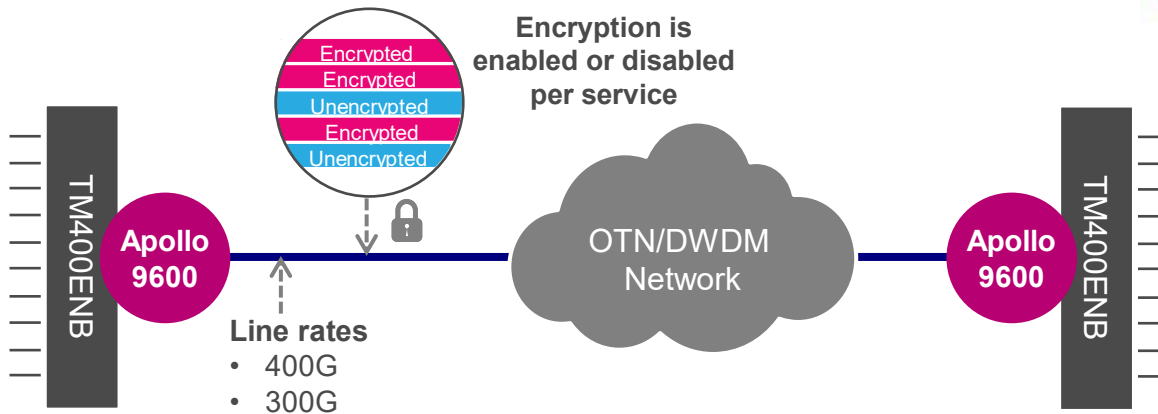 Encryption is
enabled or disabled
per service
Encrypted
Encrypted
Unencrypted
Encrypted
Unencrypted
TM400ENB
Apollo
9600
OTN/DWDM
Network
Apollo
9600
TM400ENB
Line rates
• 400G
• 300G